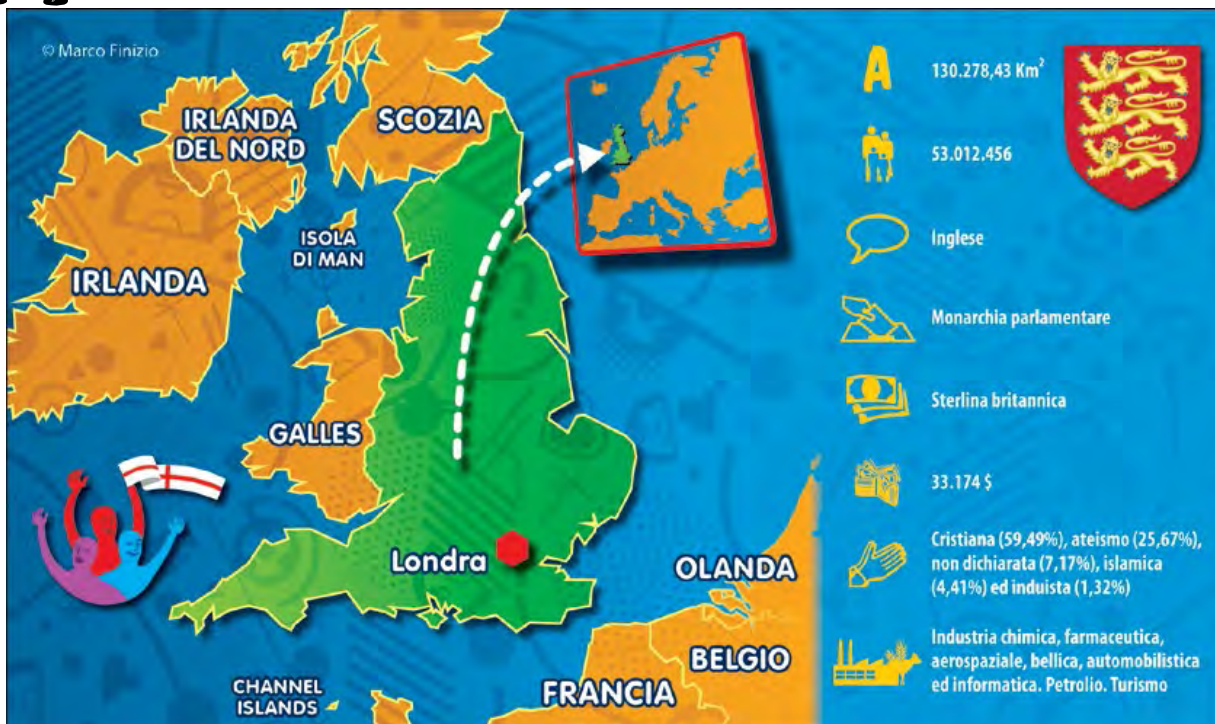 © Marco Finizio
IRLANDA
DEL NORD
SCOZIA
ISOLA
DI MAN
IRLANDA
GALLES
Londra
OLANDA
BELGIO
FRANCIA
CHANNEL
ISLANDS
A
130.278,43 Km²
53.012.456
Inglese
Monarchia parlamentare
Sterlina britannica
33.174 $
Cristiana (59,49%), ateismo (25,67%),
non dichiarata (7,17%), islamica
(4,41%) ed induista (1,32%)
Industria chimica, farmaceutica,
aerospaziale, bellica, automobilistica
ed informatica. Petrolio. Turismo